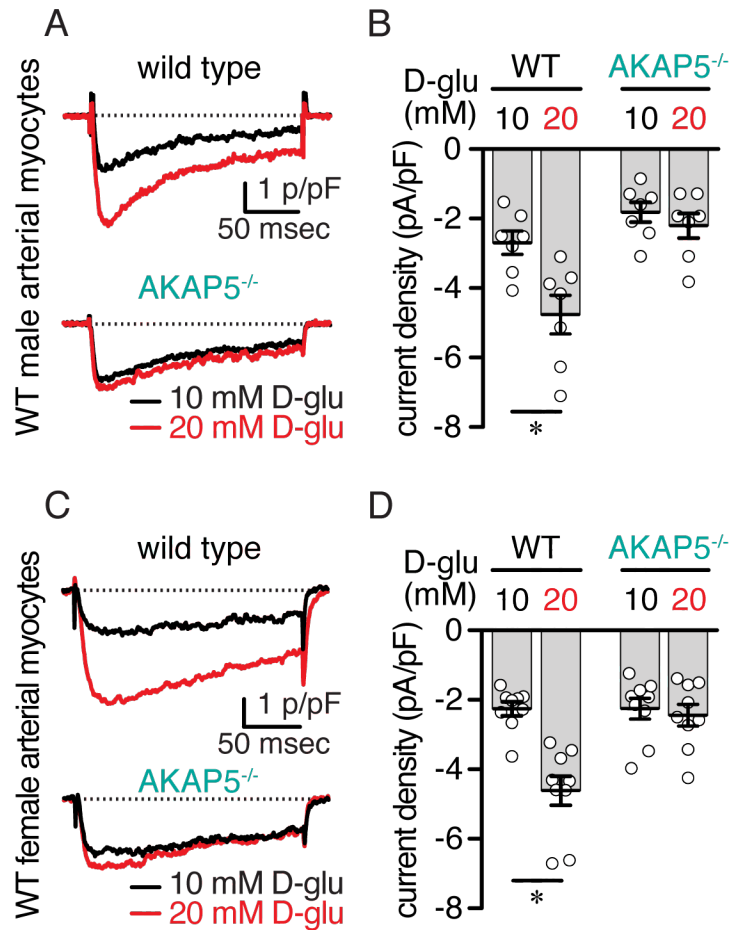 A
WT male arterial myocytes
wild type
1 p/pF
50 msec
AKAP5-/-
10 mM D-glu
20 mM D-glu
B
WT AKAP5-/-
D-glu
(mM) 10 20 10 20
current density (pA/pF)
0
-2
-4
-6
-8
*
C
WT female arterial myocytes
wild type
1 p/pF
50 msec
AKAP5-/-
10 mM D-glu
20 mM D-glu
D
WT AKAP5-/-
D-glu
(mM) 10 20 10 20
current density (pA/pF)
0
-2
-4
-6
-8
*